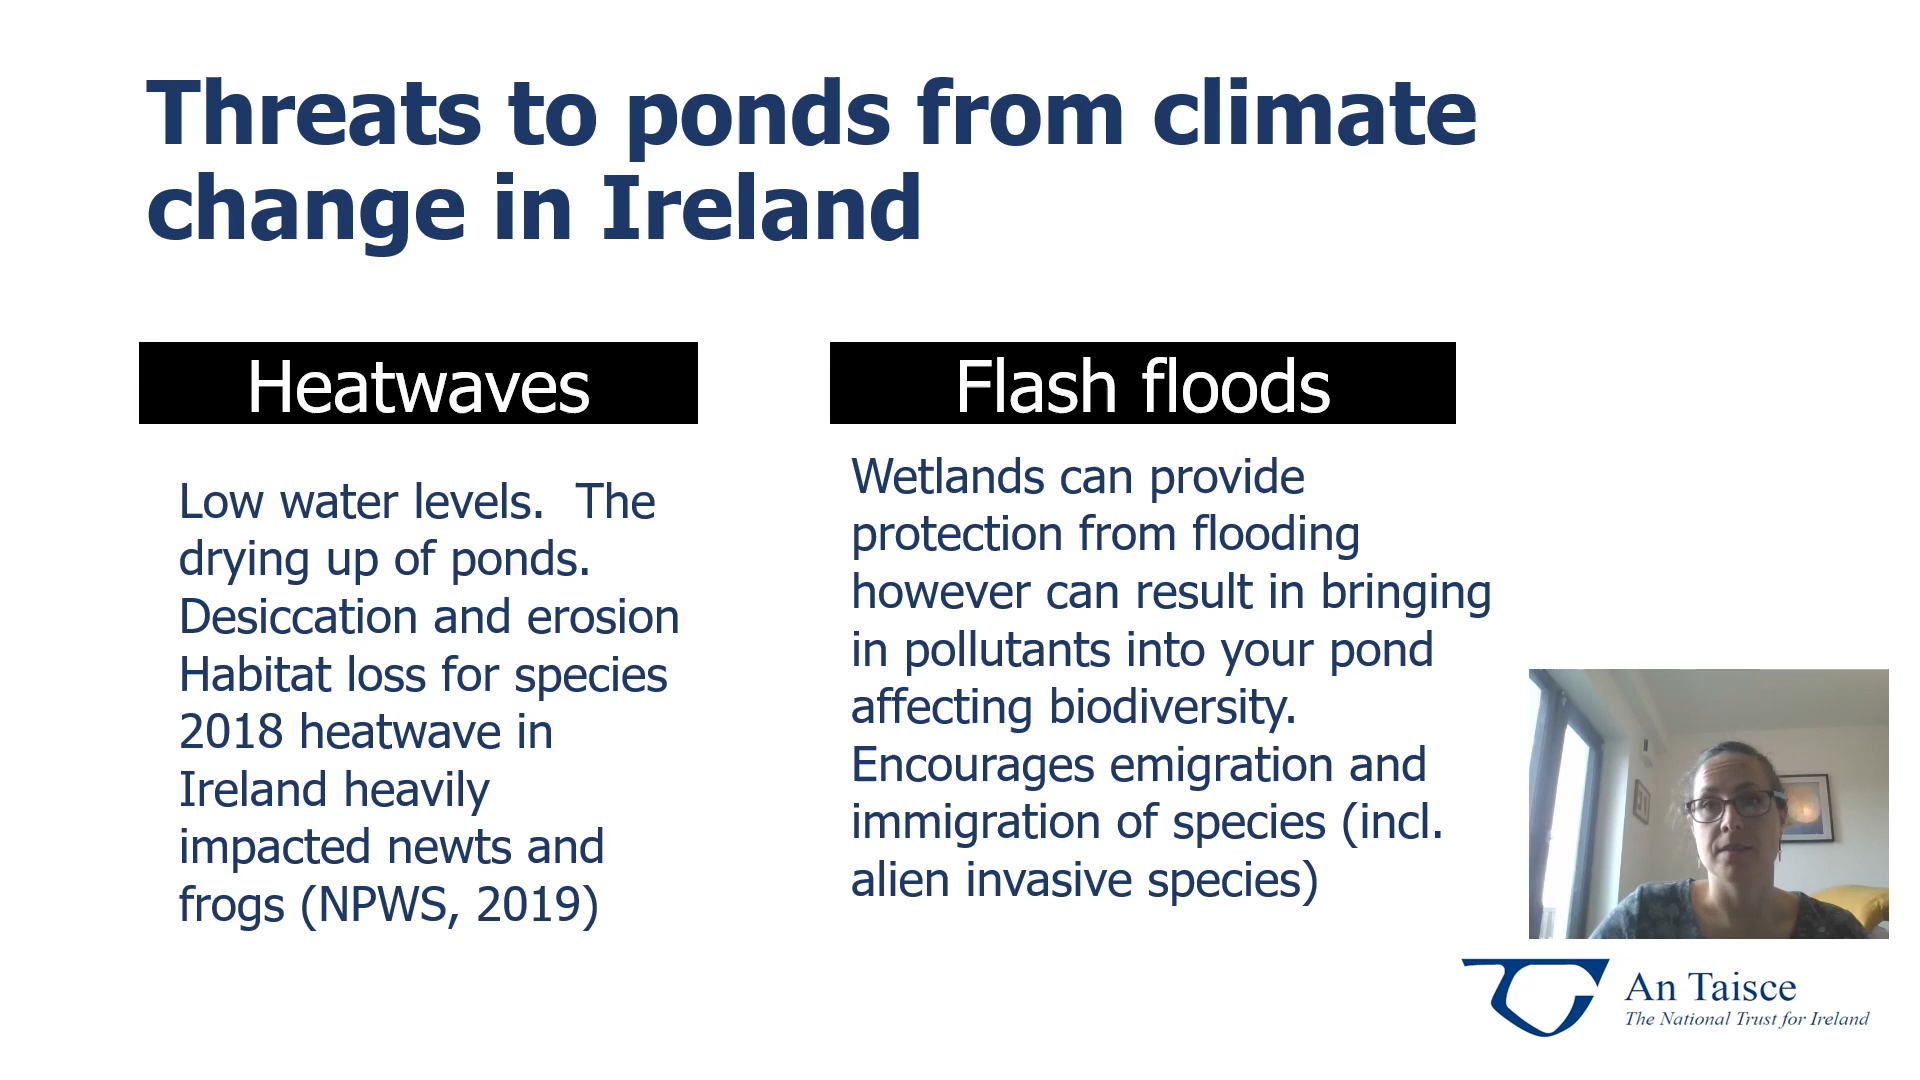 Threats to ponds from climate
change in Ireland
Heatwaves
Low water levels.  The
drying up of ponds.
Desiccation and erosion
Habitat loss for species
2018 heatwave in
Ireland heavily
impacted newts and
frogs (NPWS, 2019)
Flash floods
Wetlands can provide
protection from flooding
however can result in bringing
in pollutants into your pond
affecting biodiversity.
Encourages emigration and
immigration of species (incl.
alien invasive species)
An Taisce
The National Trust for Ireland